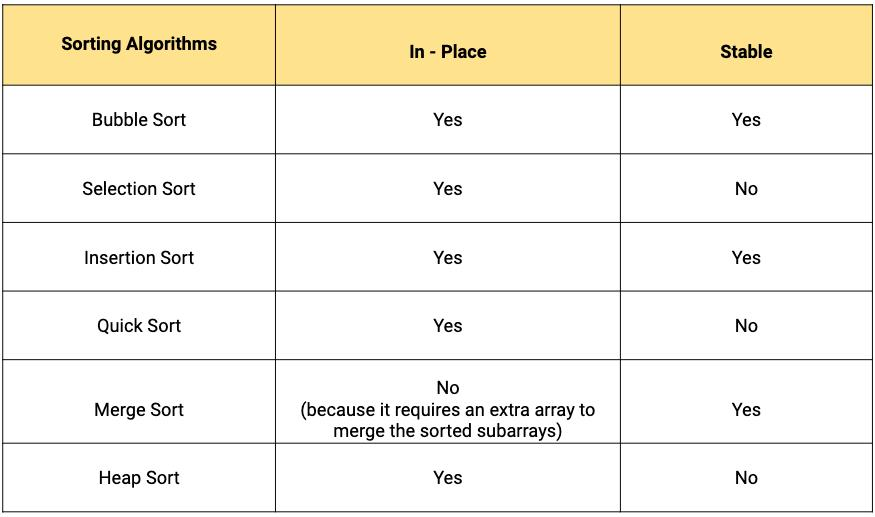 Sorting Algorithms In - Place Stable
Bubble Sort Yes Yes
Selection Sort Yes No
Insertion Sort Yes Yes
Quick Sort Yes No
Merge Sort No Yes
(because it requires an extra array to
merge the sorted subarrays)
Heap Sort Yes No